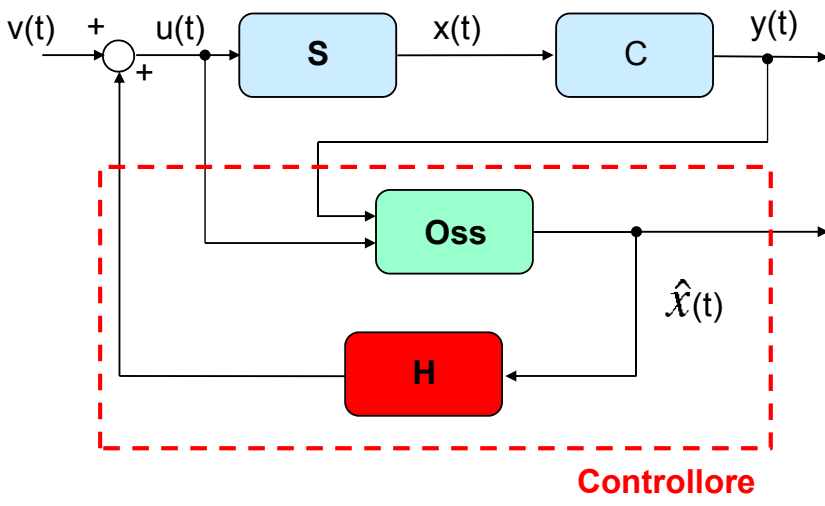 v(t) + u(t) S x(t) C y(t)
+
Oss
x̂(t)
H
Controllore